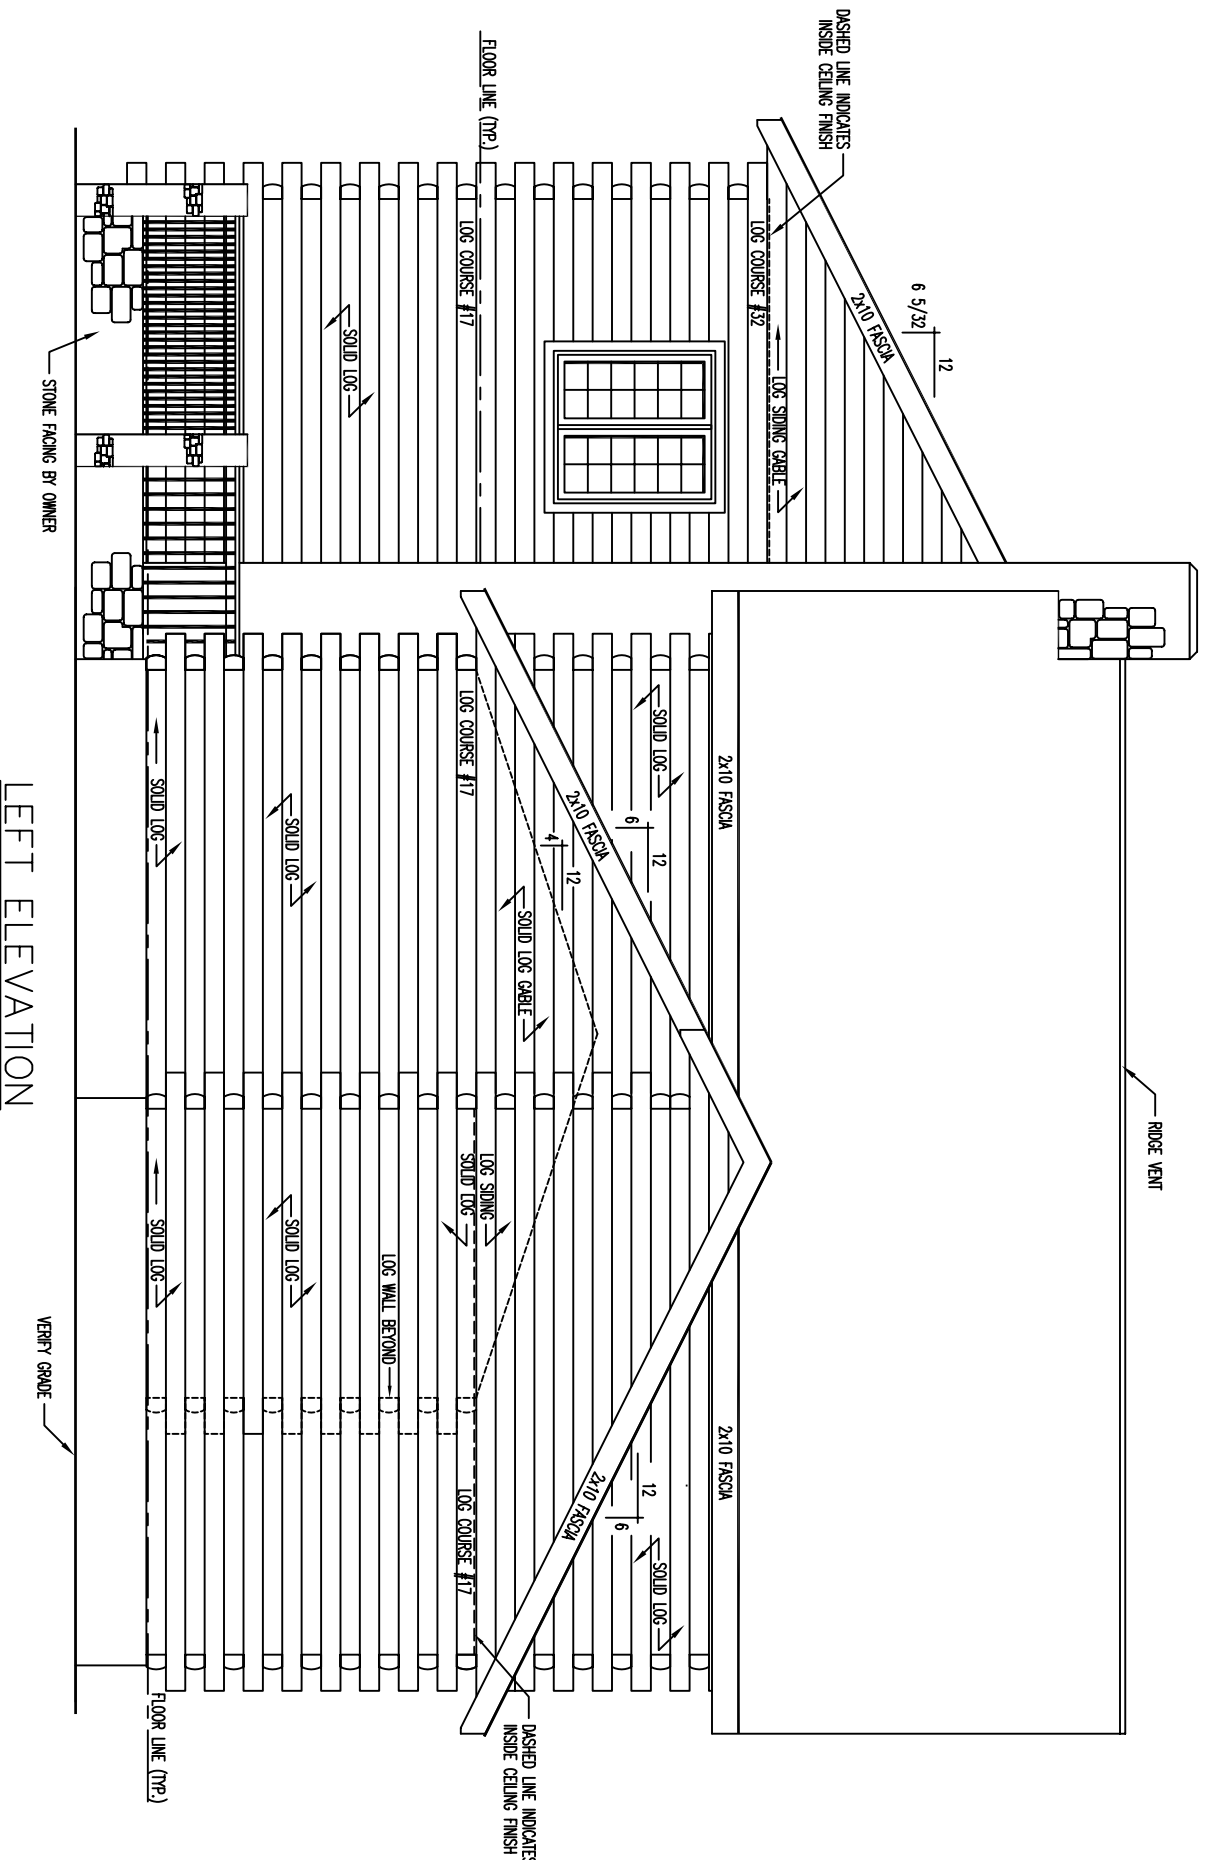 DASHED LINE INDICATES
INSIDE CEILING FINISH
RIDGE VENT
12
6 5/32
2x10 FASCIA
LOG SIDING GABLE
LOG COURSE #32
2x10 FASCIA
2x10 FASCIA
SOLID LOG
12
6
2x10 FASCIA
12
4
SOLID LOG GABLE
12
6
2x10 FASCIA
SOLID LOG
FLOOR LINE (TYP.)
LOG COURSE #17
LOG COURSE #17
LOG SIDING
SOLID LOG
LOG COURSE #17
DASHED LINE INDICATES
INSIDE CEILING FINISH
LOG WALL BEYOND
SOLID LOG
SOLID LOG
SOLID LOG
SOLID LOG
SOLID LOG
FLOOR LINE (TYP.)
STONE FACING BY OWNER
VERIFY GRADE
LEFT ELEVATION